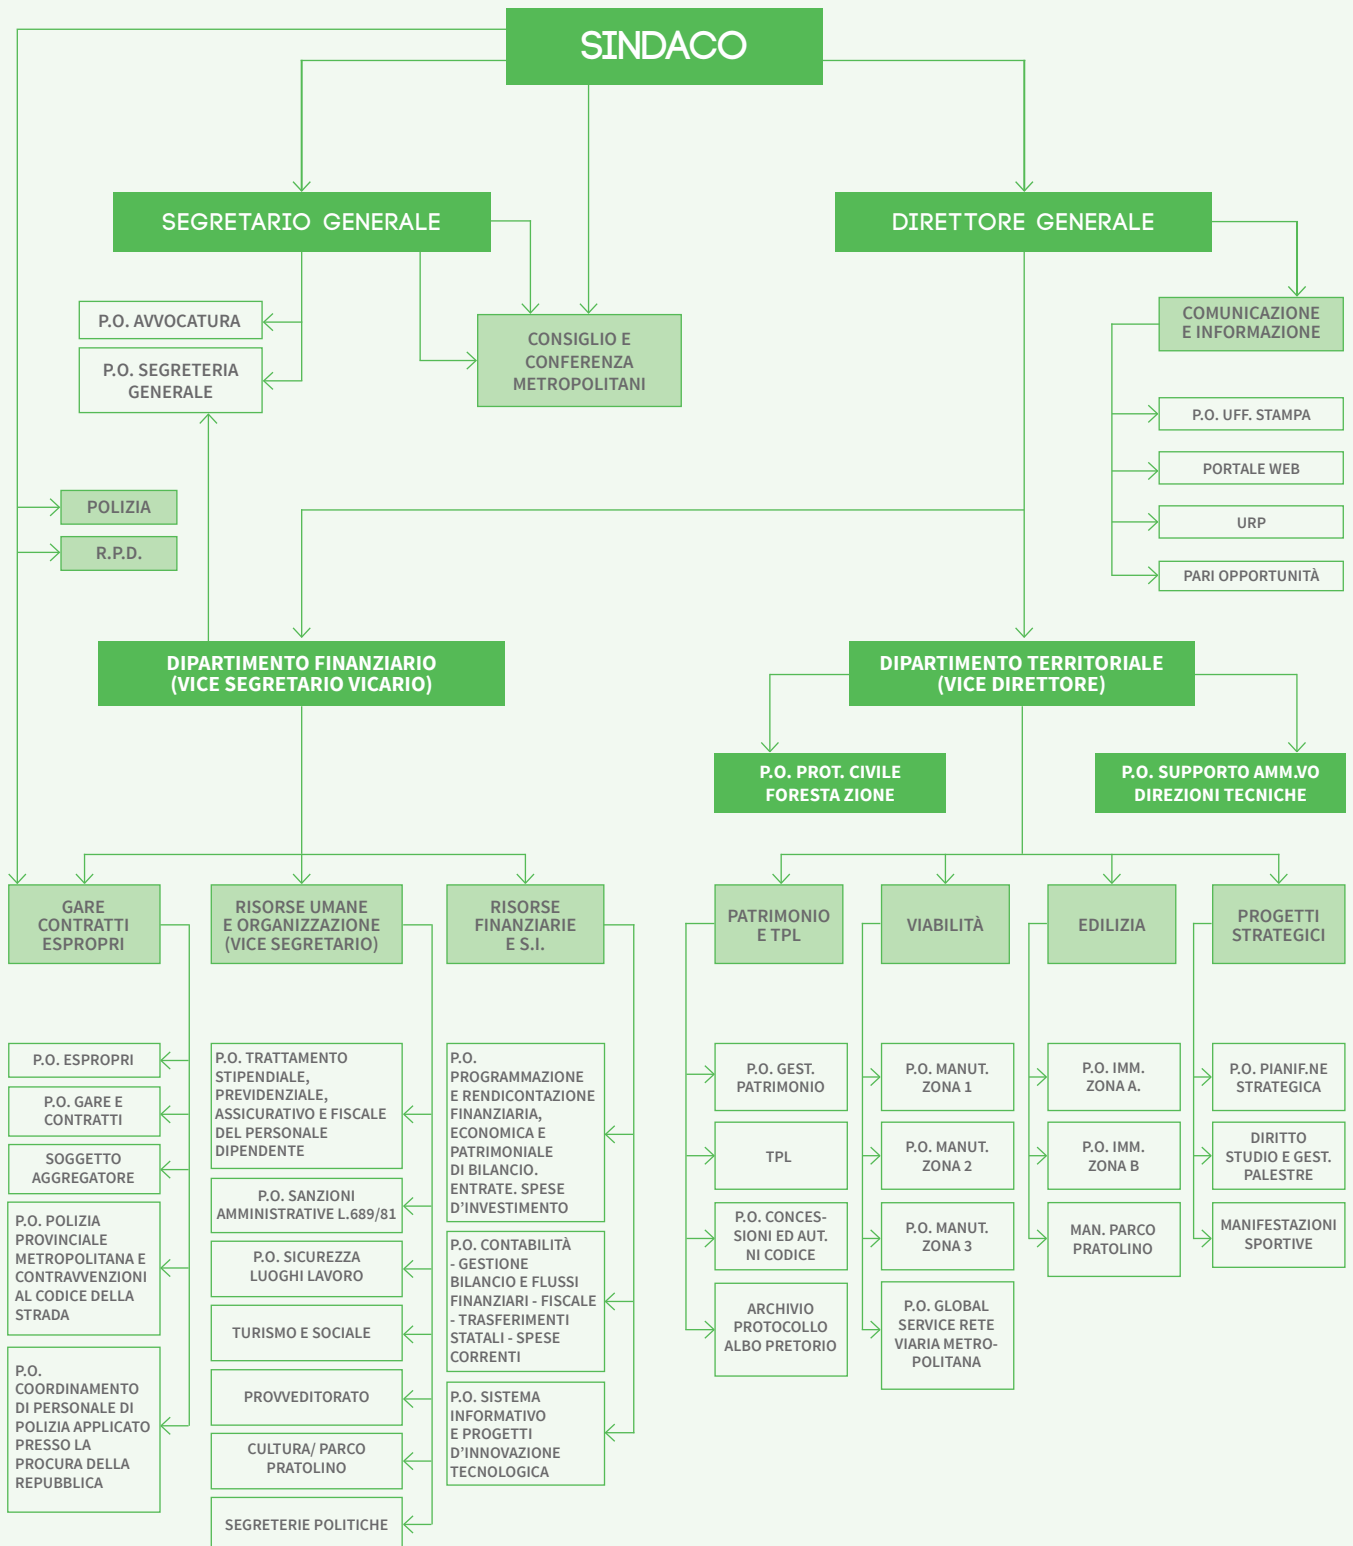 SINDACO
SEGRETARIO GENERALE
DIRETTORE GENERALE
P.O. AVVOCATURA
P.O. SEGRETERIA
GENERALE
CONSIGLIO E
CONFERENZA
METROPOLITANI
COMUNICAZIONE
E INFORMAZIONE
P.O. UFF. STAMPA
PORTALE WEB
URP
PARI OPPORTUNITÀ
POLIZIA
R.P.D.
DIPARTIMENTO FINANZIARIO
(VICE SEGRETARIO VICARIO)
DIPARTIMENTO TERRITORIALE
(VICE DIRETTORE)
P.O. PROT. CIVILE
FORESTA ZIONE
P.O. SUPPORTO AMM.VO
DIREZIONI TECNICHE
GARE
CONTRATTI
ESPROPRI
RISORSE UMANE
E ORGANIZZAZIONE
(VICE SEGRETARIO)
RISORSE
FINANZIARIE
E S.I.
PATRIMONIO
E TPL
VIABILITÀ
EDILIZIA
PROGETTI
STRATEGICI
P.O. ESPROPRI
P.O. GARE E
CONTRATTI
SOGGETTO
AGGREGATORE
P.O. POLIZIA
PROVINCIALE
METROPOLITANA E
CONTRAVVENZIONI
AL CODICE DELLA
STRADA
P.O.
COORDINAMENTO
DI PERSONALE DI
POLIZIA APPLICATO
PRESSO LA
PROCURA DELLA
REPUBBLICA
P.O. TRATTAMENTO
STIPENDIALE,
PREVIDENZIALE,
ASSICURATIVO E FISCALE
DEL PERSONALE
DIPENDENTE
P.O. SANZIONI
AMMINISTRATIVE L.689/81
P.O. SICUREZZA
LUOGHI LAVORO
TURISMO E SOCIALE
PROVVEDITORATO
CULTURA/ PARCO
PRATOLINO
SEGRETERIE POLITICHE
P.O.
PROGRAMMAZIONE
E RENDICONTAZIONE
FINANZIARIA,
ECONOMICA E
PATRIMONIALE
DI BILANCIO.
ENTRATE. SPESE
D'INVESTIMENTO
P.O. CONTABILITÀ
- GESTIONE
BILANCIO E FLUSSI
FINANZIARI - FISCALE
- TRASFERIMENTI
STATALI - SPESE
CORRENTI
P.O. SISTEMA
INFORMATIVO
E PROGETTI
D'INNOVAZIONE
TECNOLOGICA
P.O. GEST.
PATRIMONIO
TPL
P.O. CONCES-
SIONI ED AUT.
NI CODICE
ARCHIVIO
PROTOCOLLO
ALBO PRETORIO
P.O. MANUT.
ZONA 1
P.O. MANUT.
ZONA 2
P.O. MANUT.
ZONA 3
P.O. GLOBAL
SERVICE RETE
VIARIA METRO-
POLITANA
P.O. IMM.
ZONA A.
P.O. IMM.
ZONA B
MAN. PARCO
PRATOLINO
P.O. PIANIF.NE
STRATEGICA
DIRITTO
STUDIO E GEST.
PALESTRE
MANIFESTAZIONI
SPORTIVE